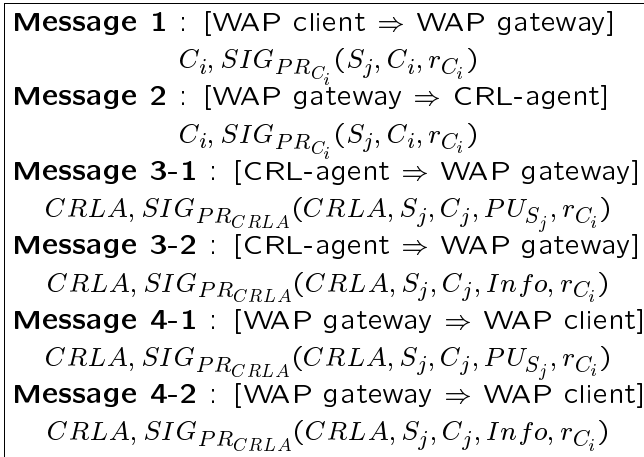 Message 1 : [WAP client ⇒ WAP gateway]
C_i, SIG_{PR_{C_i}}(S_j, C_i, r_{C_i})
Message 2 : [WAP gateway ⇒ CRL-agent]
C_i, SIG_{PR_{C_i}}(S_j, C_i, r_{C_i})
Message 3-1 : [CRL-agent ⇒ WAP gateway]
CRLA, SIG_{PR_{CRLA}}(CRLA, S_j, C_j, PU_{S_j}, r_{C_i})
Message 3-2 : [CRL-agent ⇒ WAP gateway]
CRLA, SIG_{PR_{CRLA}}(CRLA, S_j, C_j, Info, r_{C_i})
Message 4-1 : [WAP gateway ⇒ WAP client]
CRLA, SIG_{PR_{CRLA}}(CRLA, S_j, C_j, PU_{S_j}, r_{C_i})
Message 4-2 : [WAP gateway ⇒ WAP client]
CRLA, SIG_{PR_{CRLA}}(CRLA, S_j, C_j, Info, r_{C_i})